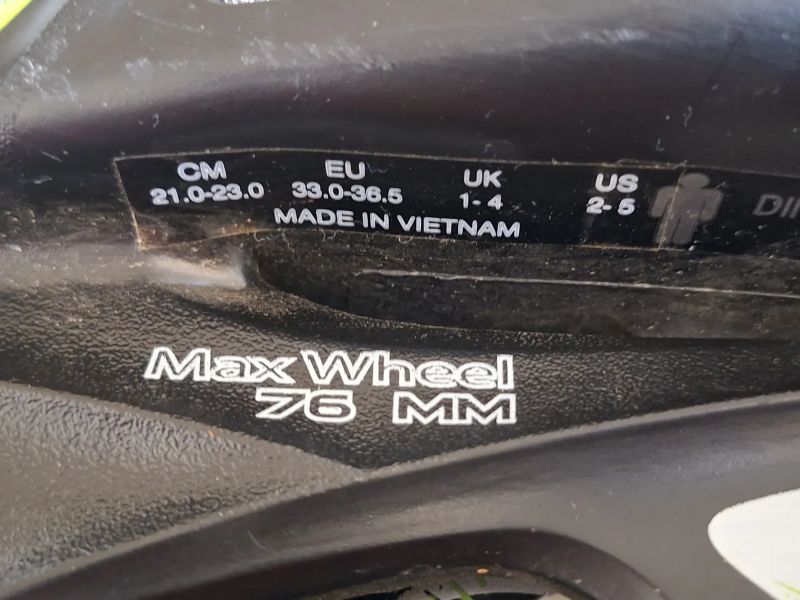 CM EU UK US
21.0-23.0 33.0-36.5 1-4 2-5
MADE IN VIETNAM
Max Wheel
76 MM